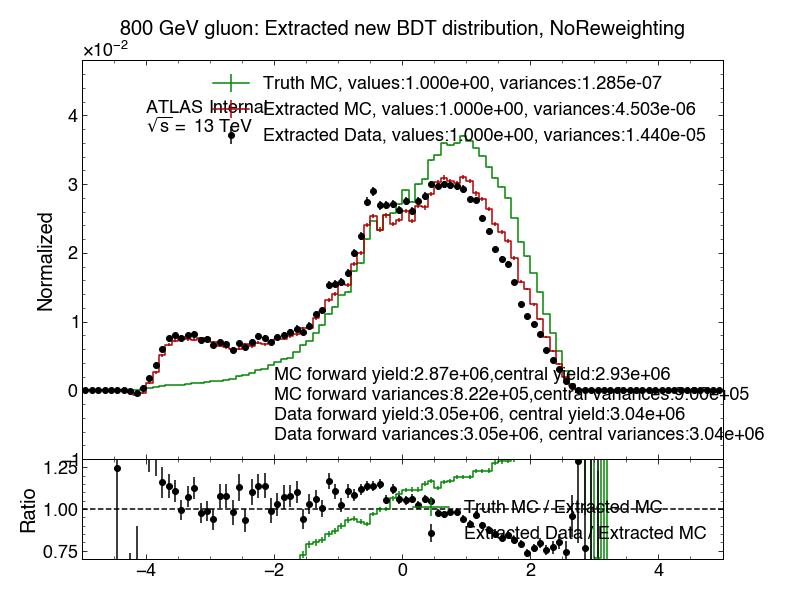 800 GeV gluon: Extracted new BDT distribution, NoReweighting
×10−2
Truth MC, values:1.000e+00, variances:1.285e-07
ATLAS Internal
Extracted MC, values:1.000e+00, variances:4.503e-06
√s = 13 TeV
Extracted Data, values:1.000e+00, variances:1.440e-05
4
3
2
1
0
Normalized
MC forward yield:2.87e+06,central yield:2.93e+06
MC forward variances:8.22e+05,central variances:9.00e+05
Data forward yield:3.05e+06, central yield:3.04e+06
Data forward variances:3.05e+06, central variances:3.04e+06
1.25
1.00
0.75
Ratio
Truth MC / Extracted MC
Extracted Data / Extracted MC
−4 −2 0 2 4